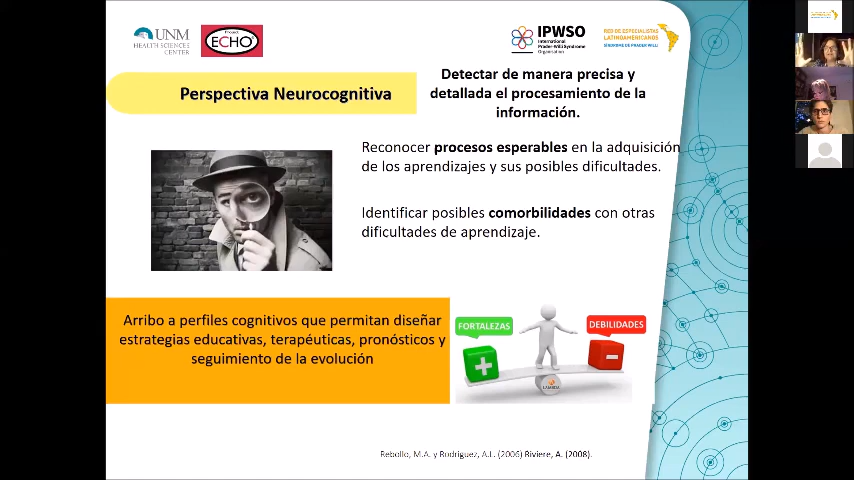 UNM
HEALTH SCIENCES
CENTER
Project
ECHO
IPWSO
International
Prader-Willi Syndrome
Organisation
RED DE ESPECIALISTAS
LATINOAMERICANOS
SÍNDROME DE PRADER WILLI
Perspectiva Neurocognitiva
Detectar de manera precisa y
detallada el procesamiento de la
información.
Reconocer procesos esperables en la adquisición
de los aprendizajes y sus posibles dificultades.
Identificar posibles comorbilidades con otras
dificultades de aprendizaje.
Arribo a perfiles cognitivos que permitan diseñar
estrategias educativas, terapéuticas, pronósticos y
seguimiento de la evolución
FORTALEZAS
DEBILIDADES
LAMBDA
Rebollo, M.A. y Rodriguez, A.L. (2006) Riviere, A. (2008).